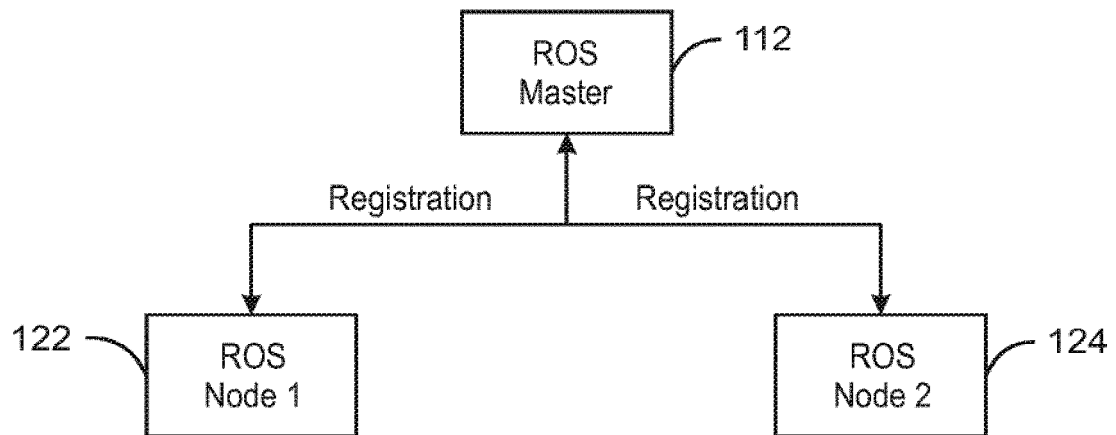 ROS
Master
112
Registration
Registration
122
ROS
Node 1
ROS
Node 2
124